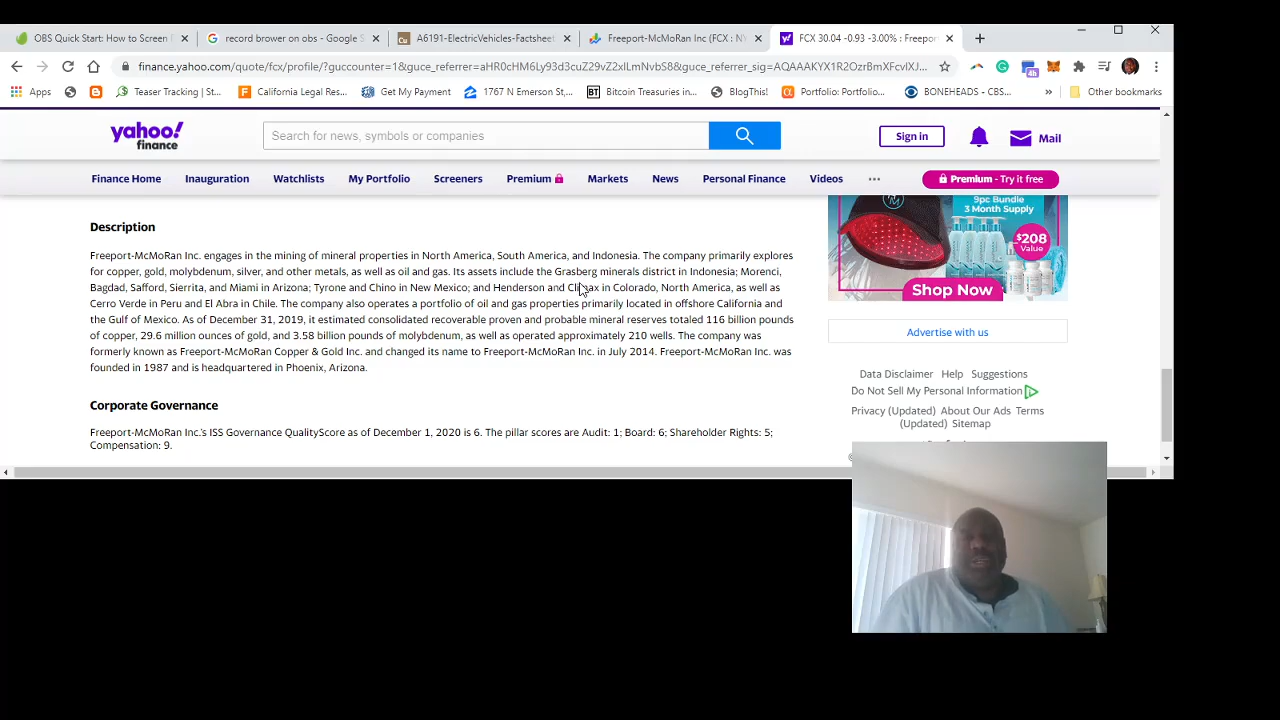 OBS Quick Start: How to Screen
record brower on obs - Google S
A6191-ElectricVehicles-Factsheet
Freeport-McMoRan Inc (FCX : NY
FCX 30.04 -0.93 -3.00% : Freepor
finance.yahoo.com/quote/fcx/profile/?guccounter=1&guce_referrer=aHR0cHM6Ly93d3cuZ29vZ2xlLmNvbS8&guce_referrer_sig=AQAAAKYX1R2OzrBmXFcvlXJ...
4h
Apps
Teaser Tracking | St...
California Legal Res...
Get My Payment
1767 N Emerson St,...
BT
Bitcoin Treasuries in...
BlogThis!
Portfolio: Portfolio...
BONEHEADS - CBS...
»
Other bookmarks
yahoo!
finance
Search for news, symbols or companies
Sign in
Mail
Finance Home
Inauguration
Watchlists
My Portfolio
Screeners
Premium
Markets
News
Personal Finance
Videos
Premium - Try it free
9pc Bundle
3 Month Supply
$208
Value
Shop Now
Advertise with us
Description
Freeport-McMoRan Inc. engages in the mining of mineral properties in North America, South America, and Indonesia. The company primarily explores
for copper, gold, molybdenum, silver, and other metals, as well as oil and gas. Its assets include the Grasberg minerals district in Indonesia; Morenci,
Bagdad, Safford, Sierrita, and Miami in Arizona; Tyrone and Chino in New Mexico; and Henderson and Climax in Colorado, North America, as well as
Cerro Verde in Peru and El Abra in Chile. The company also operates a portfolio of oil and gas properties primarily located in offshore California and
the Gulf of Mexico. As of December 31, 2019, it estimated consolidated recoverable proven and probable mineral reserves totaled 116 billion pounds
of copper, 29.6 million ounces of gold, and 3.58 billion pounds of molybdenum, as well as operated approximately 210 wells. The company was
formerly known as Freeport-McMoRan Copper & Gold Inc. and changed its name to Freeport-McMoRan Inc. in July 2014. Freeport-McMoRan Inc. was
founded in 1987 and is headquartered in Phoenix, Arizona.
Corporate Governance
Freeport-McMoRan Inc.'s ISS Governance QualityScore as of December 1, 2020 is 6. The pillar scores are Audit: 1; Board: 6; Shareholder Rights: 5;
Compensation: 9.
Data Disclaimer Help Suggestions
Do Not Sell My Personal Information
Privacy (Updated) About Our Ads Terms
(Updated) Sitemap